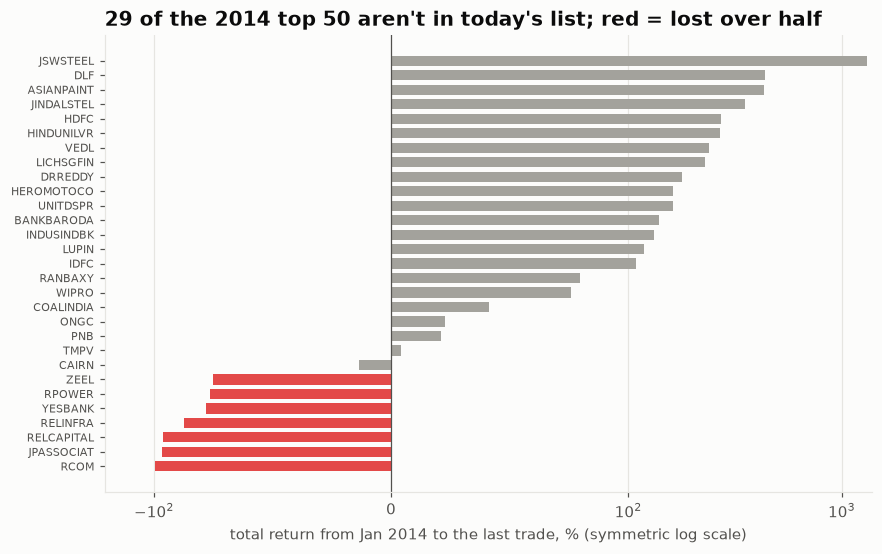 29 of the 2014 top 50 aren't in today's list; red = lost over half
JSWSTEEL
DLF
ASIANPAINT
JINDALSTEL
HDFC
HINDUNILVR
VEDL
LICHSGFIN
DRREDDY
HEROMOTOCO
UNITDSPR
BANKBARODA
INDUSINDBK
LUPIN
IDFC
RANBAXY
WIPRO
COALINDIA
ONGC
PNB
TMPV
CAIRN
ZEEL
RPOWER
YESBANK
RELINFRA
RELCAPITAL
JPASSOCIAT
RCOM
−10² 0 10² 10³
total return from Jan 2014 to the last trade, % (symmetric log scale)